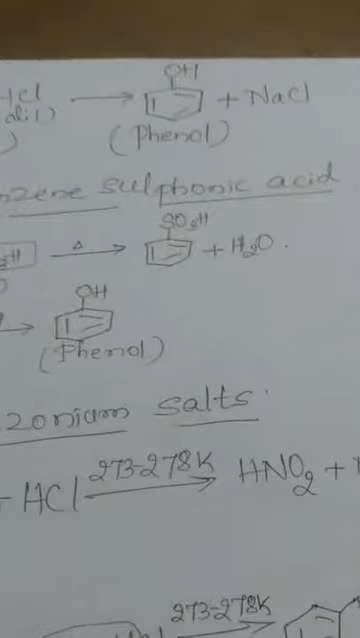 OH
HCl ⟶ + NaCl
(dil)
(Phenol)
nzene sulphonic acid
SO₃H
Δ ⟶ + H₂O.
OH
(Phenol)
zonium salts.
+ HCl 273-278K ⟶ HNO₂ +
273-278K